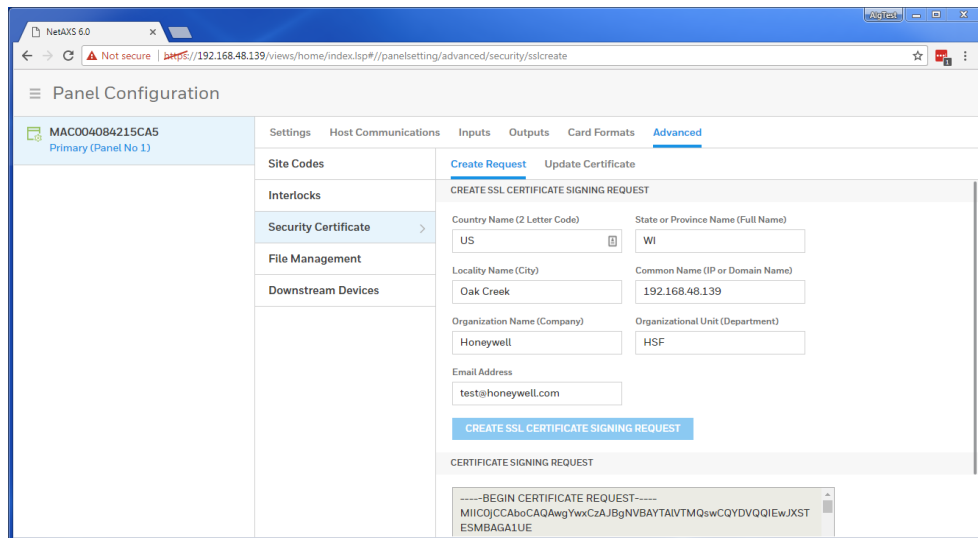 AlgTest
NetAXS 6.0
Not secure | https://192.168.48.139/views/home/index.lsp#//panelsetting/advanced/security/sslcreate
1
Panel Configuration
MAC004084215CA5
Primary (Panel No 1)
Settings Host Communications Inputs Outputs Card Formats Advanced
Site Codes
Interlocks
Security Certificate
File Management
Downstream Devices
Create Request Update Certificate
CREATE SSL CERTIFICATE SIGNING REQUEST
Country Name (2 Letter Code) State or Province Name (Full Name)
US WI
Locality Name (City) Common Name (IP or Domain Name)
Oak Creek 192.168.48.139
Organization Name (Company) Organizational Unit (Department)
Honeywell HSF
Email Address
test@honeywell.com
CREATE SSL CERTIFICATE SIGNING REQUEST
CERTIFICATE SIGNING REQUEST
-----BEGIN CERTIFICATE REQUEST-----
MIIC0jCCAboCAQAwgYwxCzAJBgNVBAYTAlVTMQswCQYDVQQIEwJXST
ESMBAGA1UE